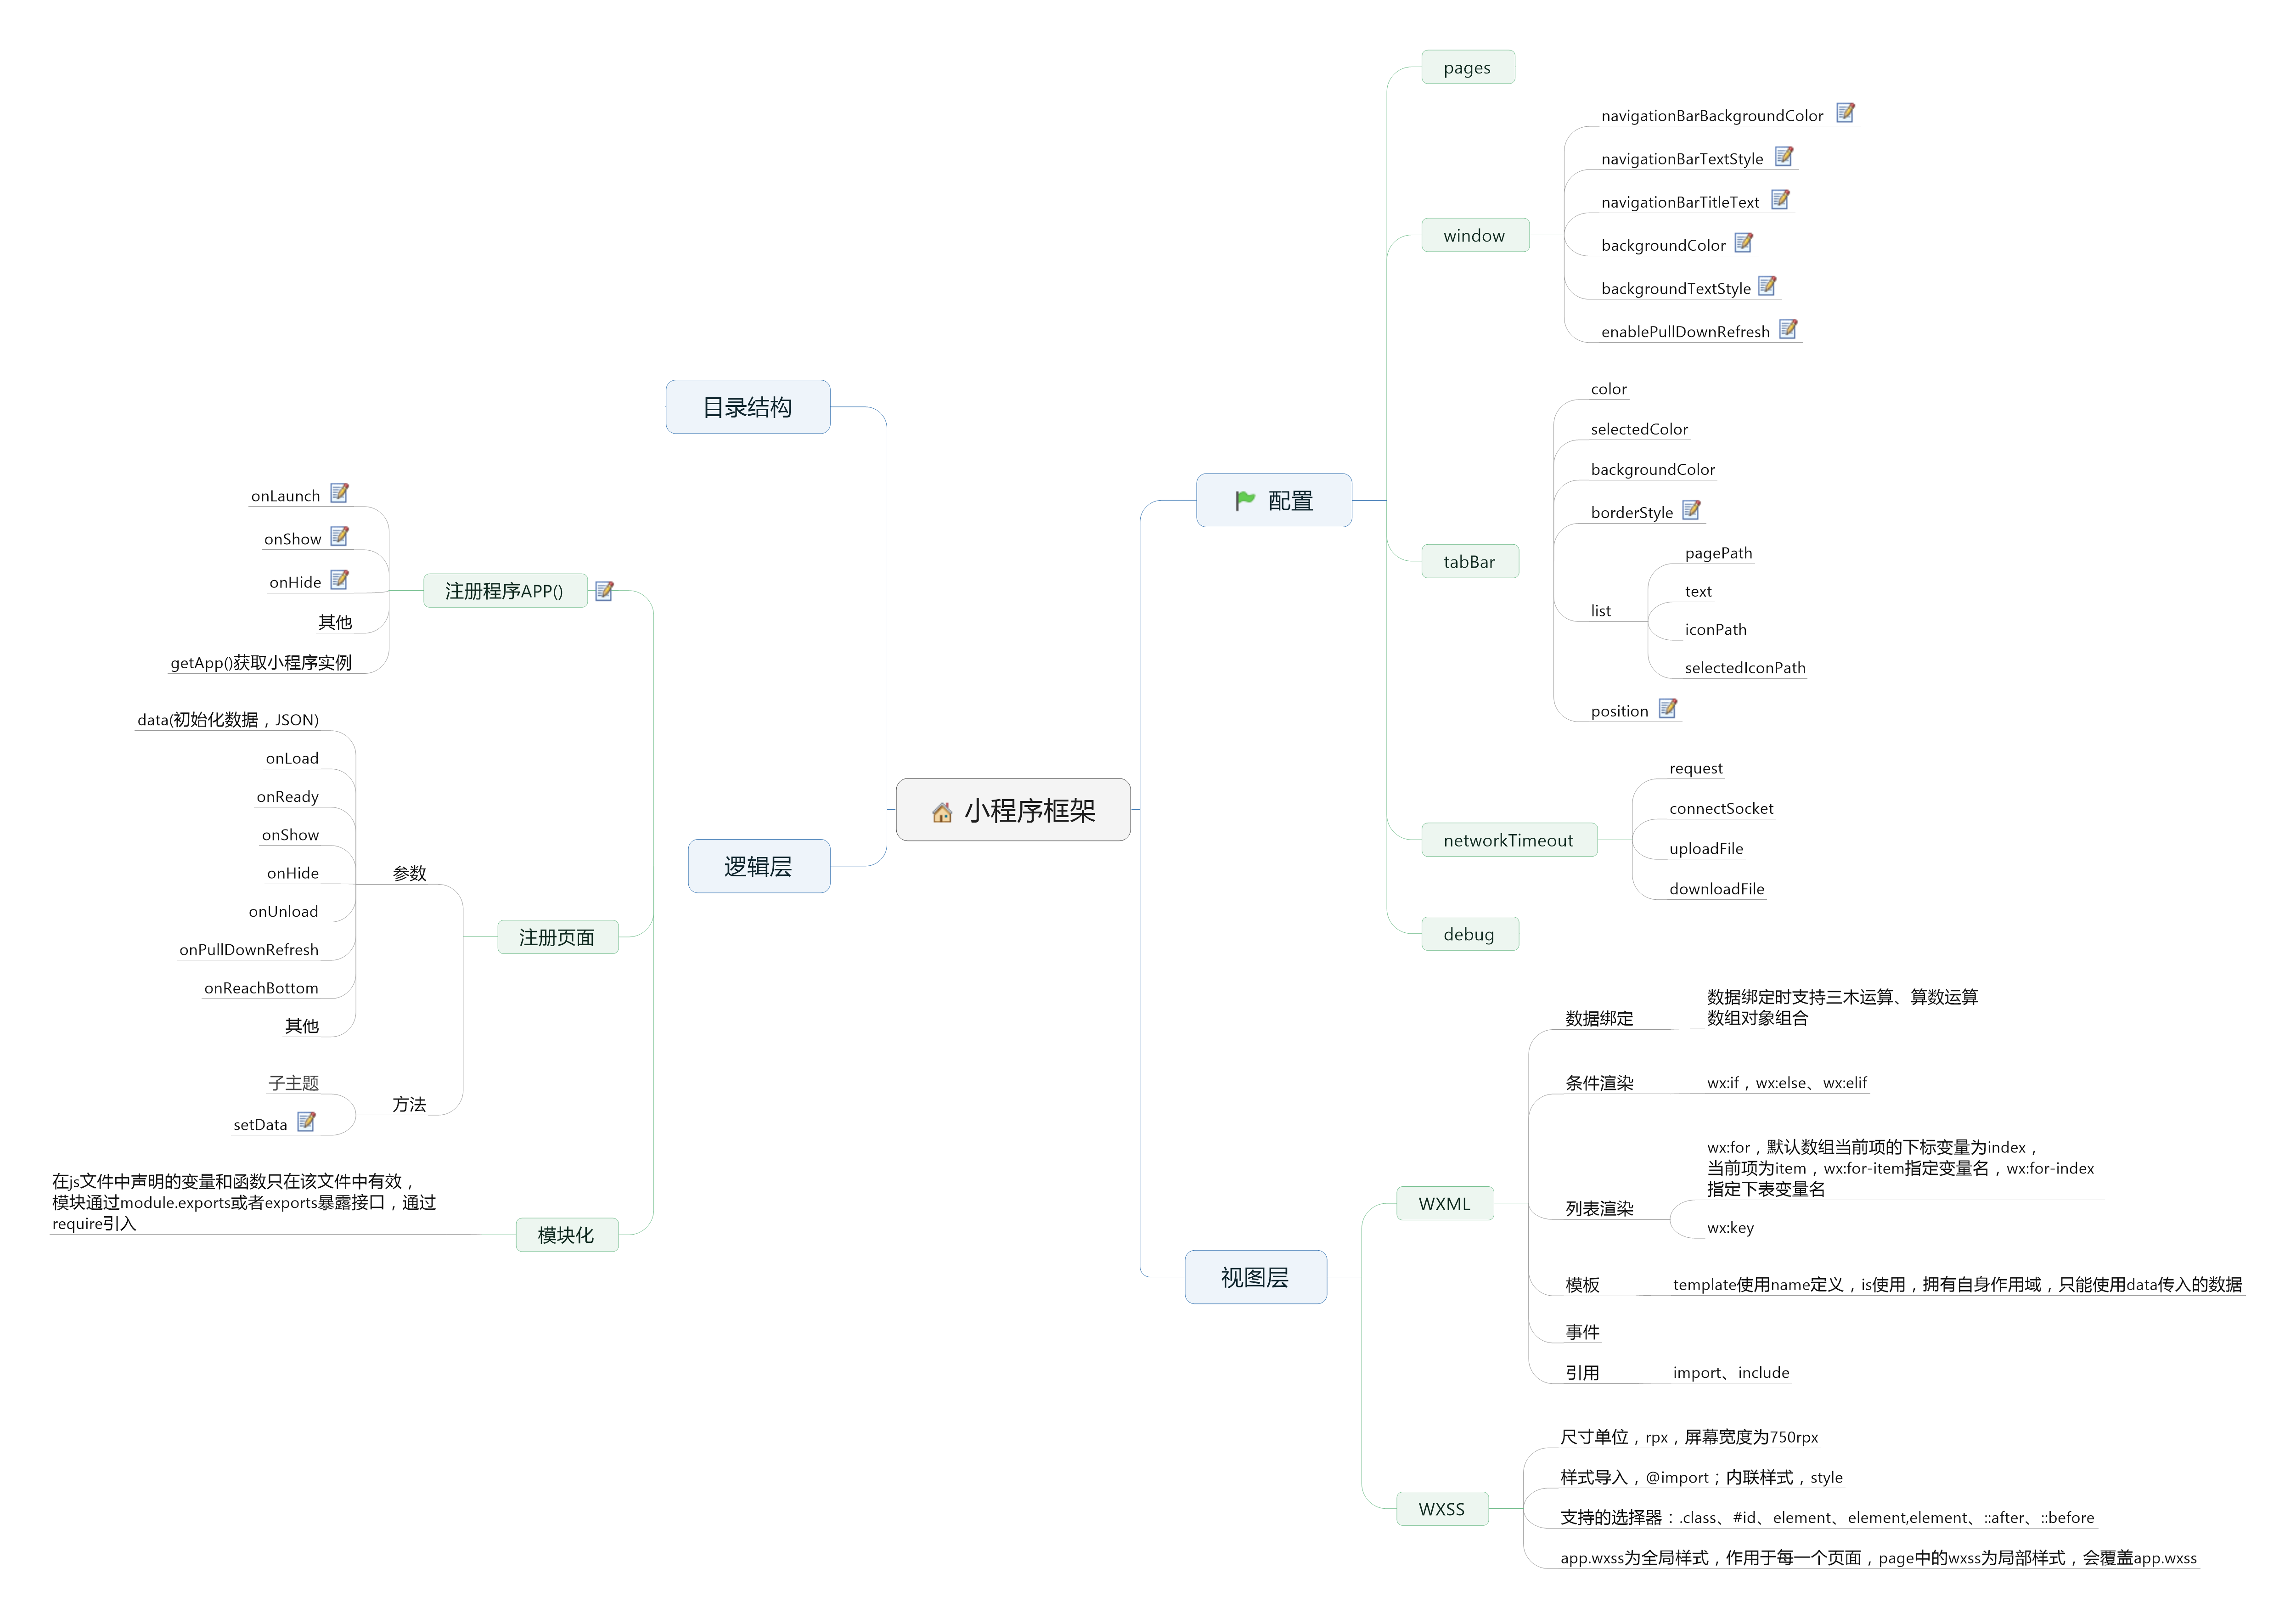 小程序框架
配置
pages
window
navigationBarBackgroundColor
navigationBarTextStyle
navigationBarTitleText
backgroundColor
backgroundTextStyle
enablePullDownRefresh
tabBar
color
selectedColor
backgroundColor
borderStyle
list
pagePath
text
iconPath
selectedIconPath
position
networkTimeout
request
connectSocket
uploadFile
downloadFile
debug
视图层
WXML
数据绑定
数据绑定时支持三木运算、算数运算
数组对象组合
条件渲染
wx:if，wx:else、wx:elif
列表渲染
wx:for，默认数组当前项的下标变量为index，
当前项为item，wx:for-item指定变量名，wx:for-index
指定下表变量名
wx:key
模板
template使用name定义，is使用，拥有自身作用域，只能使用data传入的数据
事件
引用
import、include
WXSS
尺寸单位，rpx，屏幕宽度为750rpx
样式导入，@import；内联样式，style
支持的选择器：.class、#id、element、element,element、::after、::before
app.wxss为全局样式，作用于每一个页面，page中的wxss为局部样式，会覆盖app.wxss
目录结构
逻辑层
注册程序APP()
onLaunch
onShow
onHide
其他
getApp()获取小程序实例
注册页面
参数
data(初始化数据，JSON)
onLoad
onReady
onShow
onHide
onUnload
onPullDownRefresh
onReachBottom
其他
方法
子主题
setData
模块化
在js文件中声明的变量和函数只在该文件中有效，
模块通过module.exports或者exports暴露接口，通过
require引入